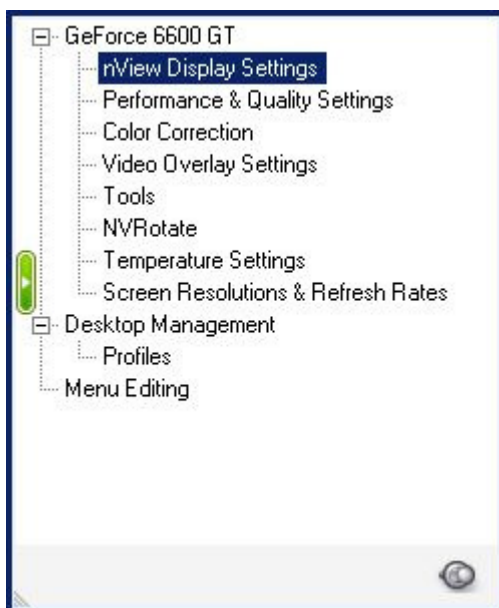 GeForce 6600 GT
nView Display Settings
Performance & Quality Settings
Color Correction
Video Overlay Settings
Tools
NVRotate
Temperature Settings
Screen Resolutions & Refresh Rates
Desktop Management
Profiles
Menu Editing